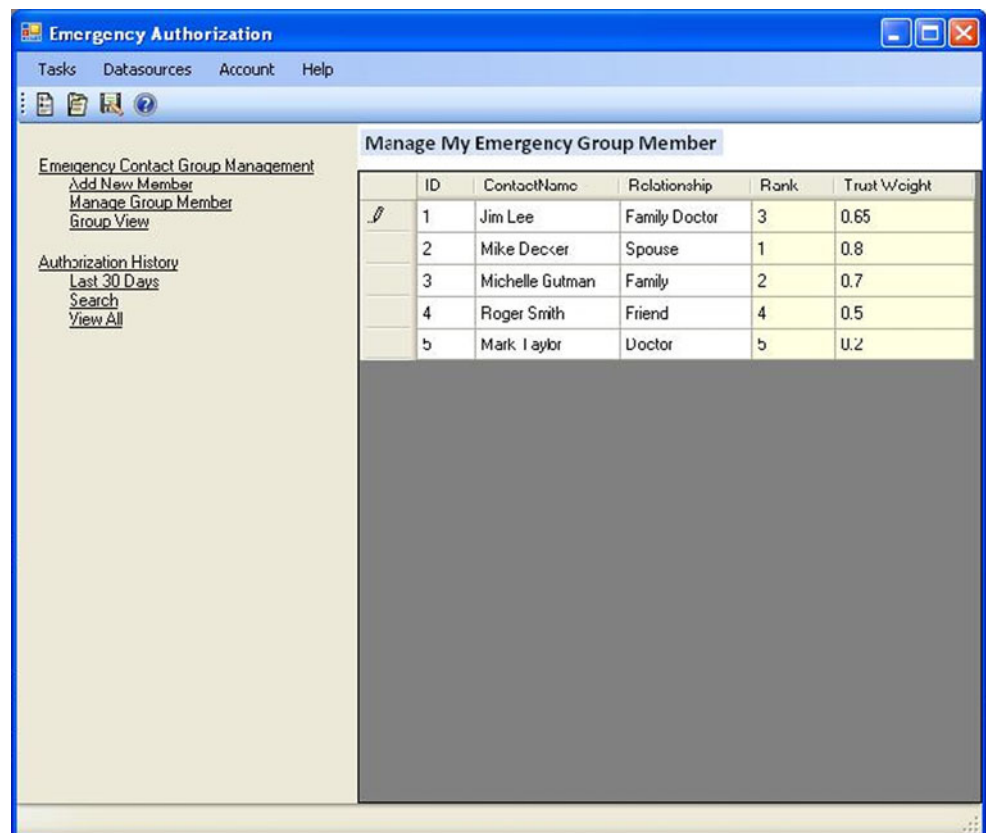 Emergency Authorization
Tasks Datasources Account Help
Emergency Contact Group Management
Add New Member
Manage Group Member
Group View
Authorization History
Last 30 Days
Search
View All
Manage My Emergency Group Member
ID ContactName Relationship Rank Trust Weight
1 Jim Lee Family Doctor 3 0.65
2 Mike Decker Spouse 1 0.8
3 Michelle Gutman Family 2 0.7
4 Roger Smith Friend 4 0.5
5 Mark Taylor Doctor 5 0.2